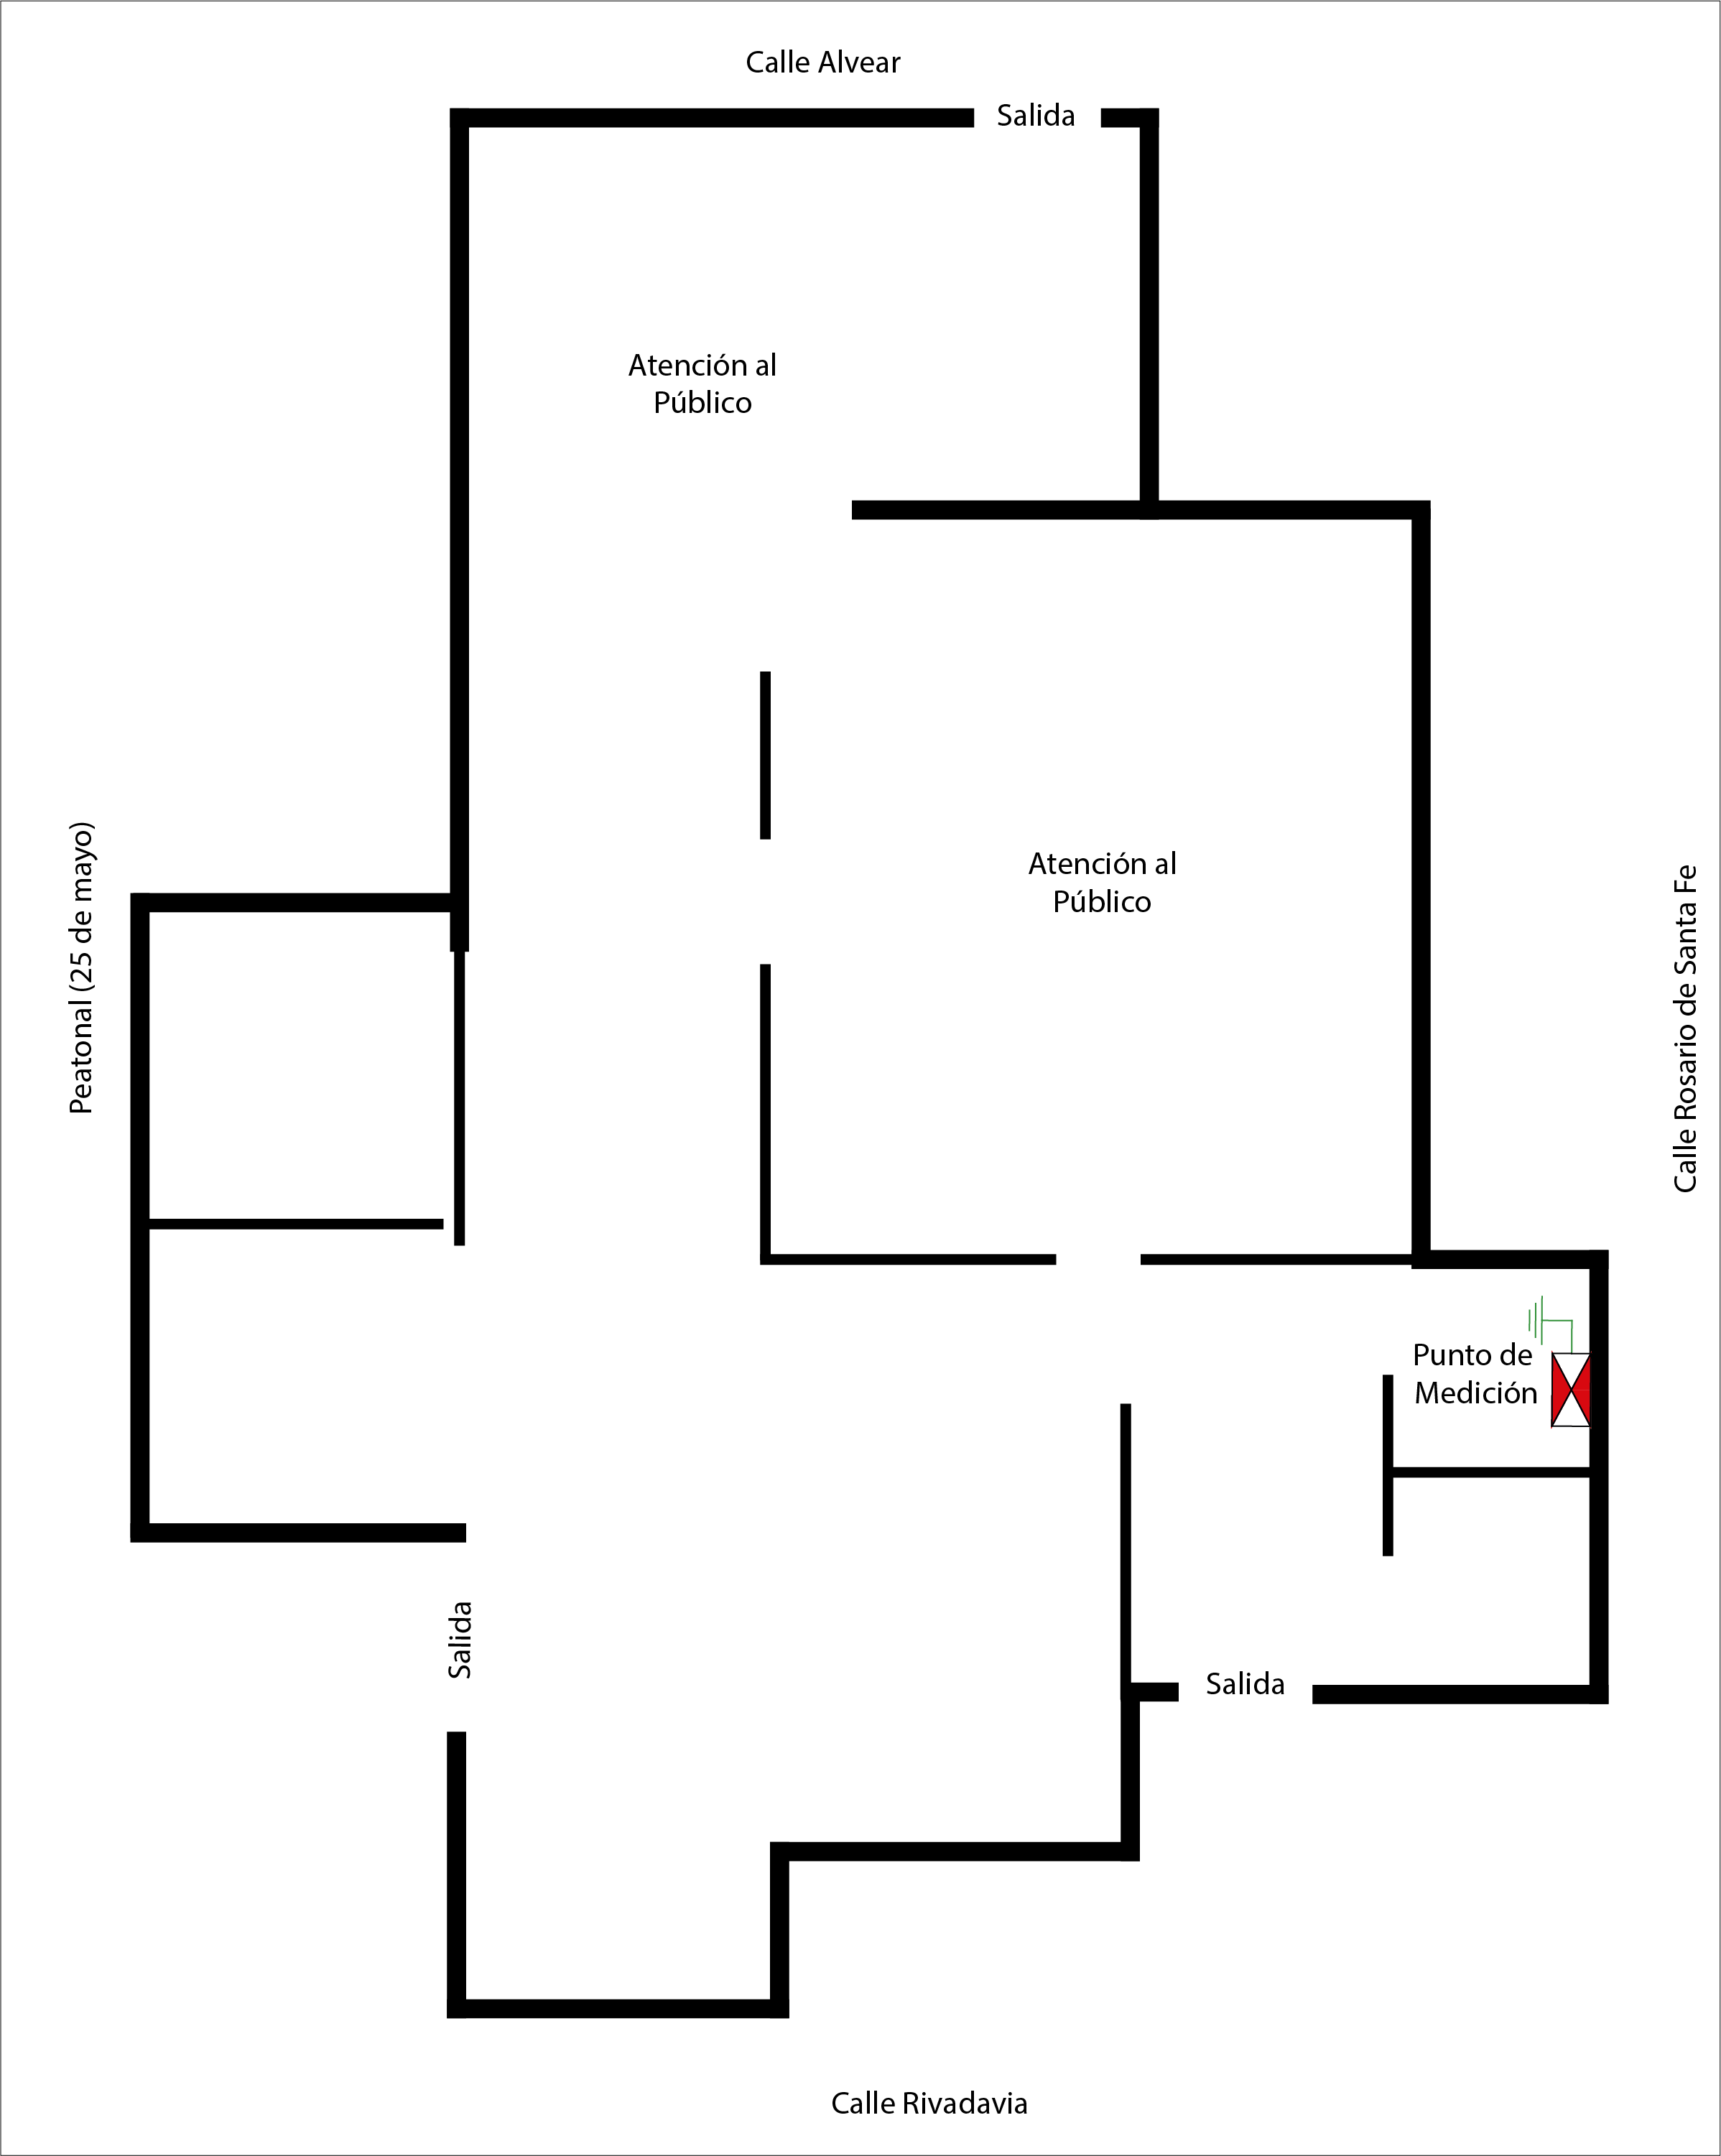 Calle Alvear
Salida
Atención al
Público
Peatonal (25 de mayo)
Atención al
Público
Calle Rosario de Santa Fe
Punto de
Medición
Salida
Salida
Calle Rivadavia